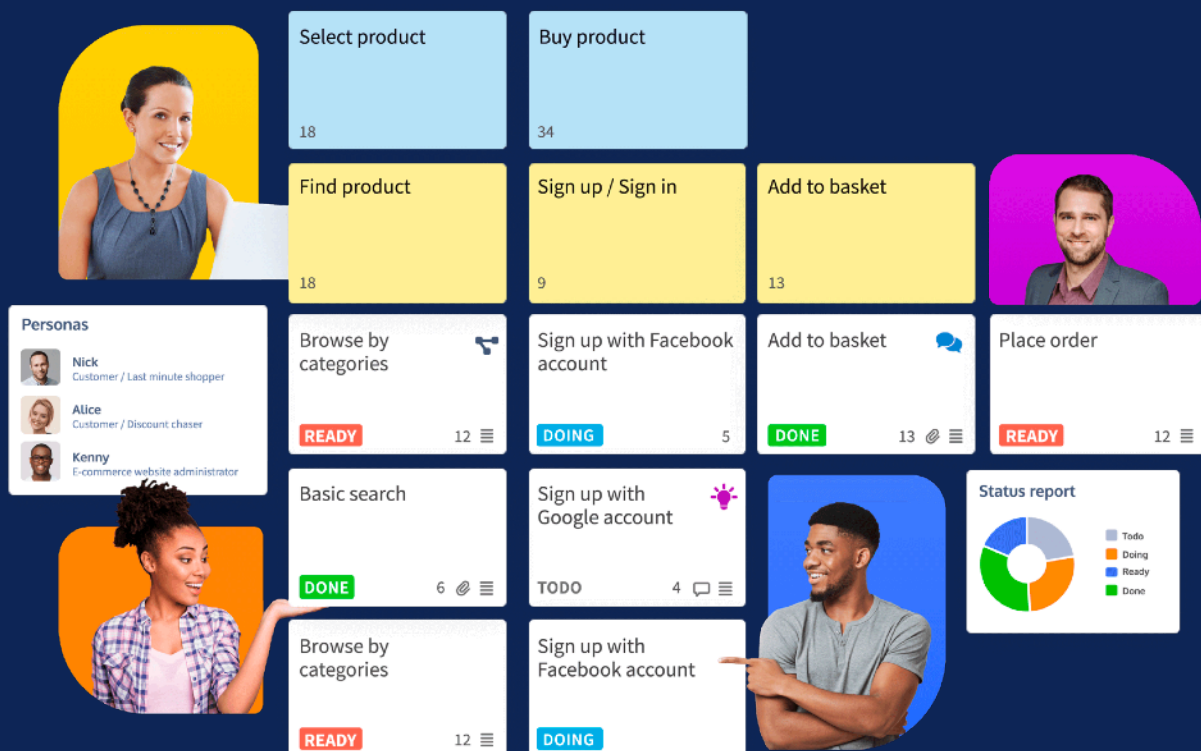 Select product
18
Buy product
34
Find product
18
Sign up / Sign in
9
Add to basket
13
Personas
Nick
Customer / Last minute shopper
Alice
Customer / Discount chaser
Kenny
E-commerce website administrator
Browse by
categories
READY
12
Sign up with Facebook
account
DOING
5
Add to basket
DONE
13
Place order
READY
12
Basic search
DONE
6
Sign up with
Google account
TODO
4
Status report
Todo
Doing
Ready
Done
Browse by
categories
READY
12
Sign up with
Facebook account
DOING